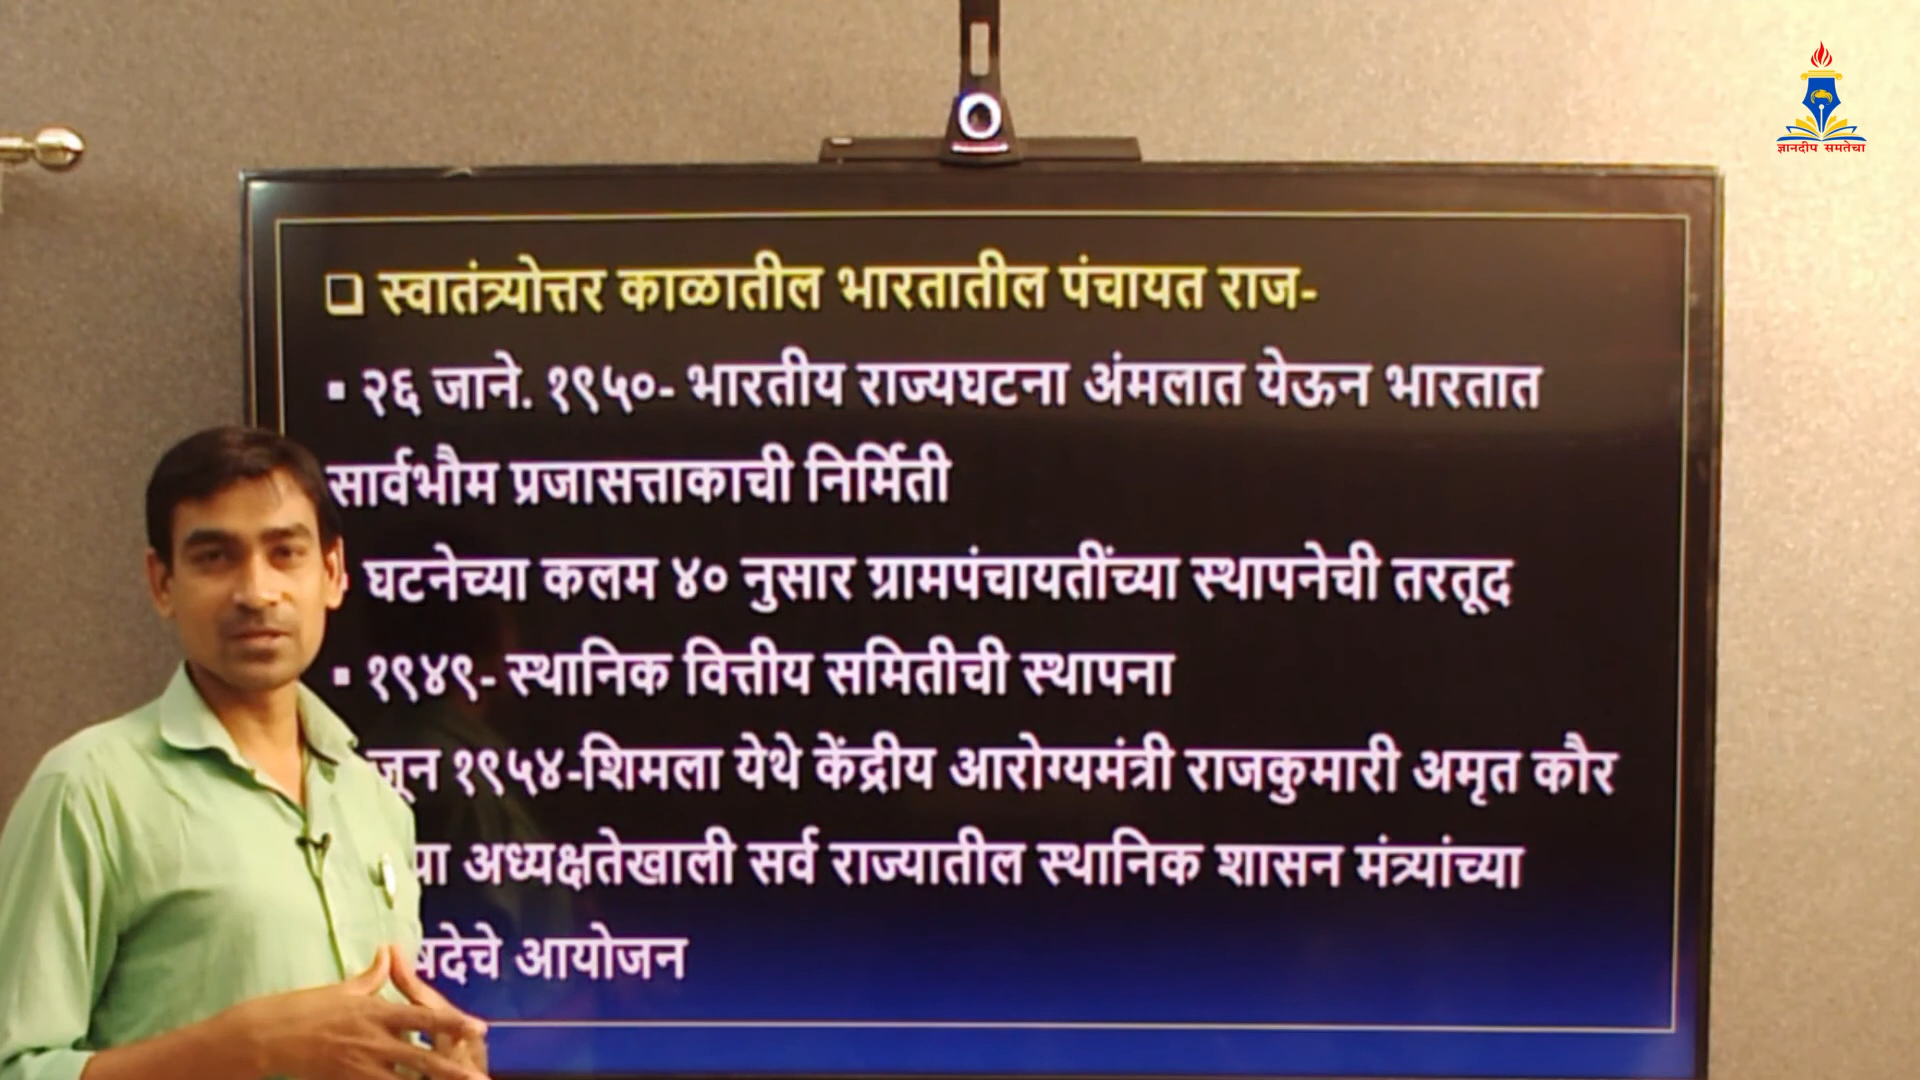 ज्ञानदीप समतेचा
❑ स्वातंत्र्योत्तर काळातील भारतातील पंचायत राज-
▪ २६ जाने. १९५०- भारतीय राज्यघटना अंमलात येऊन भारतात
सार्वभौम प्रजासत्ताकाची निर्मिती
घटनेच्या कलम ४० नुसार ग्रामपंचायतींच्या स्थापनेची तरतूद
▪ १९४९- स्थानिक वित्तीय समितीची स्थापना
जून १९५४-शिमला येथे केंद्रीय आरोग्यमंत्री राजकुमारी अमृत कौर
अध्यक्षतेखाली सर्व राज्यातील स्थानिक शासन मंत्र्यांच्या
आयोजन